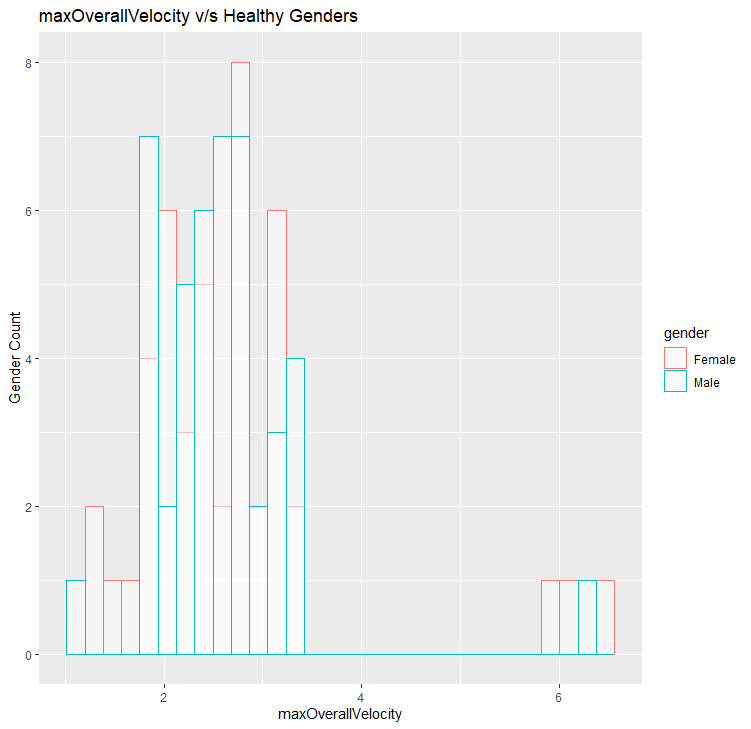 maxOverallVelocity v/s Healthy Genders
8
6
4
2
0
Gender Count
2
4
6
maxOverallVelocity
gender
Female
Male